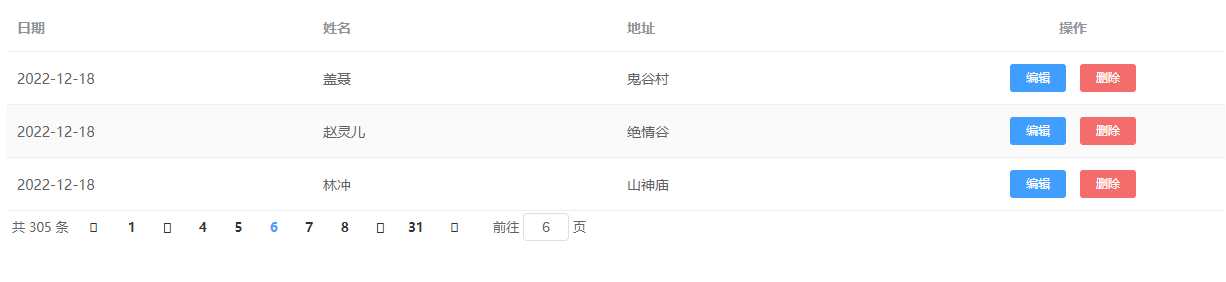 日期 姓名 地址 操作
2022-12-18 盖聂 鬼谷村 编辑 删除
2022-12-18 赵灵儿 绝情谷 编辑 删除
2022-12-18 林冲 山神庙 编辑 删除
共 305 条 1 4 5 6 7 8 31 前往 6 页